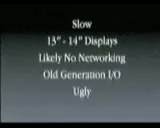 Slow
13" - 14" Displays
Likely No Networking
Old Generation I/O
Ugly